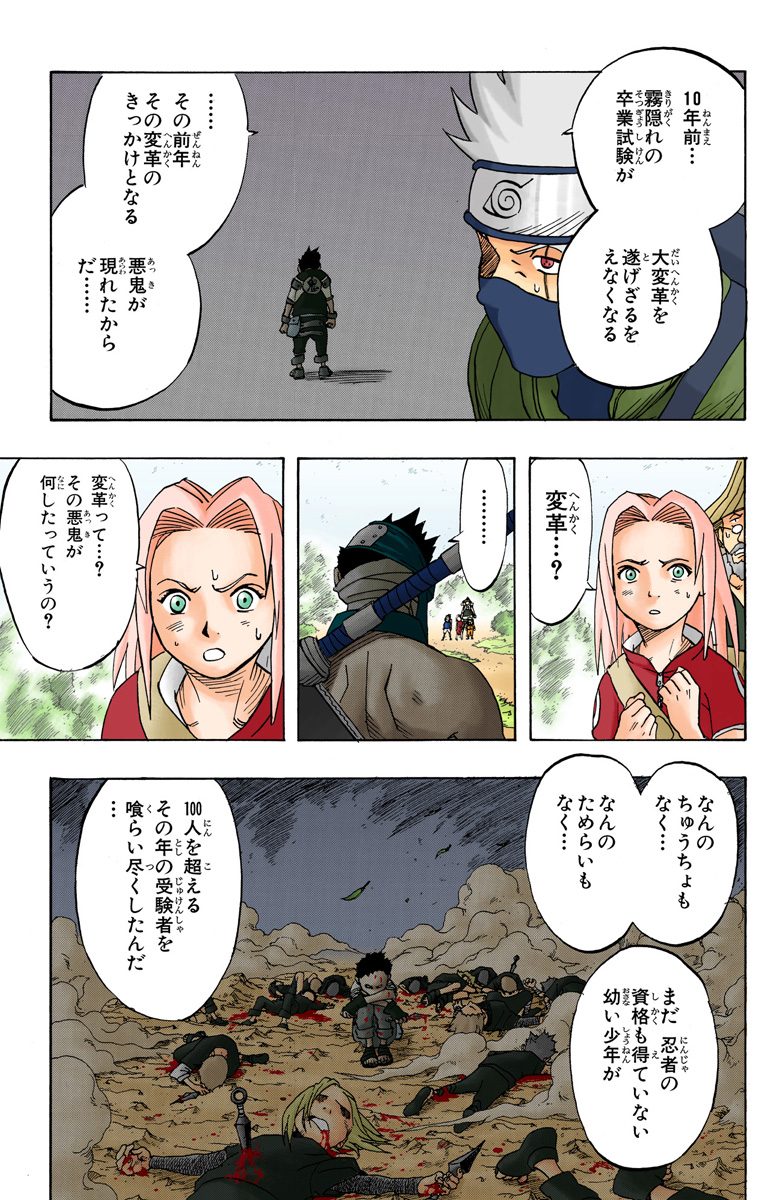 10年前…
霧隠れの
卒業試験が
大変革を
遂げざるを
えなくなる
……
その前年
その変革の
きっかけとなる
悪鬼が
現れたから
だ……
変革…？
………
変革って…？
その悪鬼が
何したっていうの？
なんの
ちゅうちょも
なく…
なんの
ためらいも
なく…
まだ 忍者の
資格も得ていない
幼い少年が
100人を超える
その年の受験者を
喰らい尽くしたんだ
…